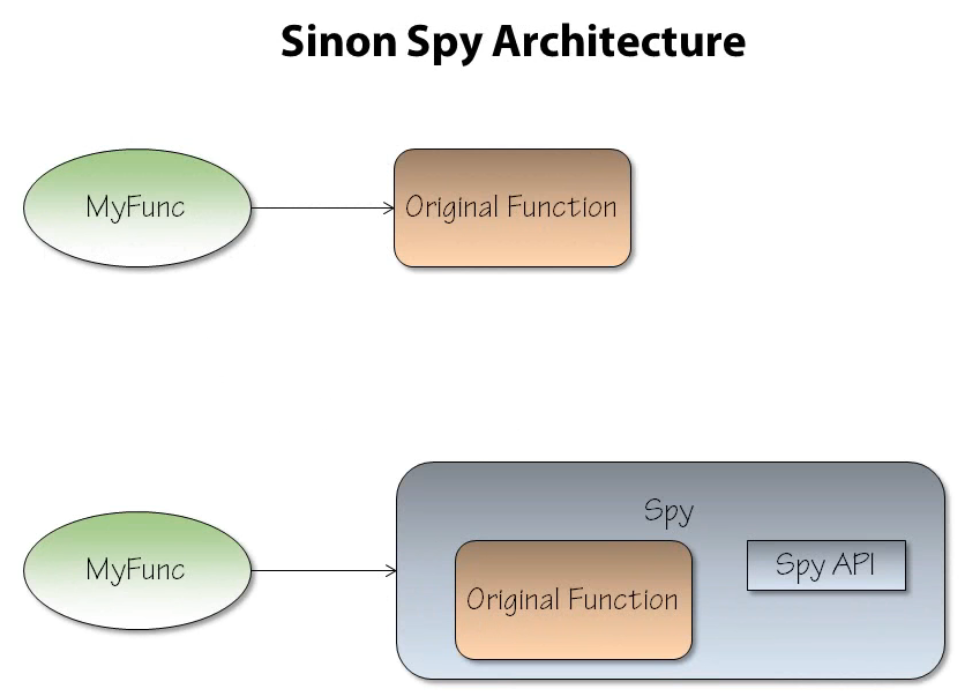 Sinon Spy Architecture
MyFunc
Original Function
MyFunc
Spy
Original Function
Spy API